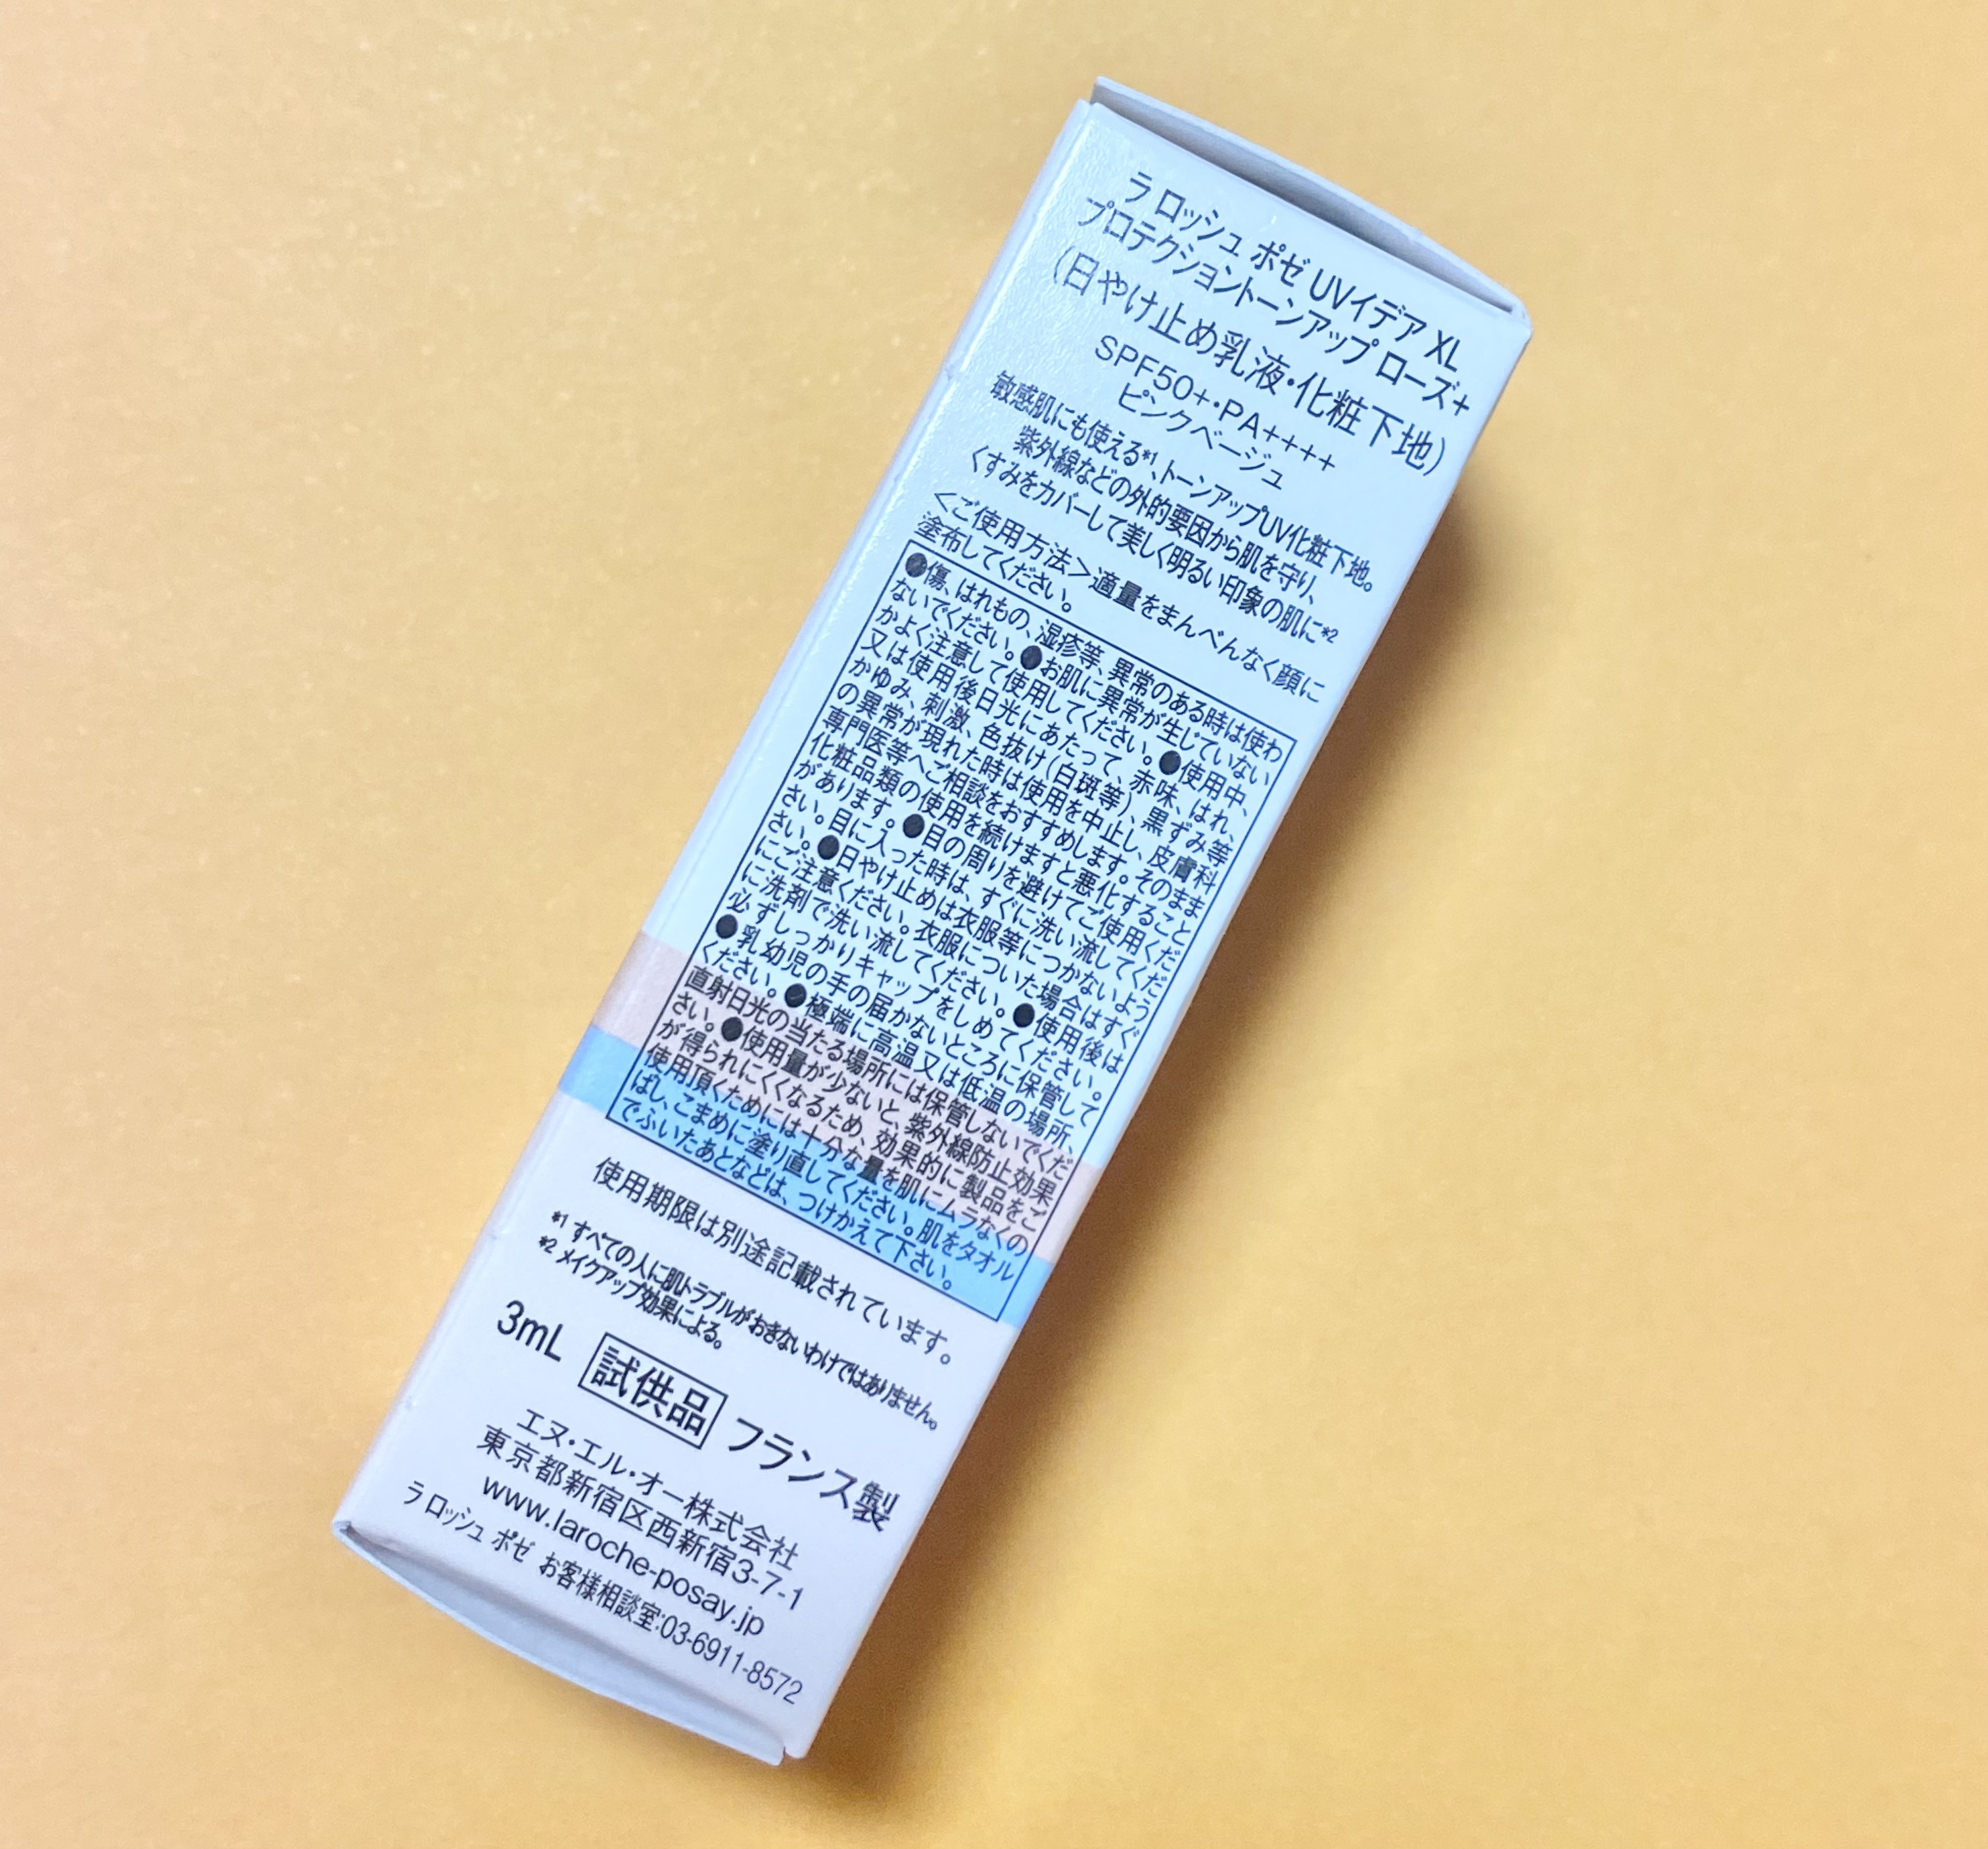 ラ ロッシュ ポゼ UVイデア XL
プロテクショントーンアップ ローズ+
(日やけ止め乳液・化粧下地)
SPF50+・PA++++
ピンクベージュ
敏感肌にも使える*1、トーンアップUV化粧下地。
紫外線などの外的要因から肌を守り、
くすみをカバーして美しく明るい印象の肌に*2
<ご使用方法>適量をまんべんなく顔に
塗布してください。
●傷、はれもの、湿疹等、異常のある時は使わ
ないでください。●お肌に異常が生じていない
かよく注意して使用してください。●使用中、
又は使用後日光にあたって、赤味、はれ、
かゆみ、刺激、色抜け(白斑等)、黒ずみ等
の異常が現れた時は使用を中止し、皮膚科
専門医等へご相談をおすすめします。そのまま
化粧品類の使用を続けますと悪化すること
があります。●目の周りを避けてご使用くだ
さい。目に入った時は、すぐに洗い流してくだ
さい。●日やけ止めは衣服等につかないよう
にご注意ください。衣服についた場合はすぐ
に洗剤で洗い流してください。●使用後は
必ずしっかりキャップをしめてください。
●乳幼児の手の届かないところに保管して
ください。●極端に高温又は低温の場所、
直射日光の当たる場所には保管しないでくだ
さい。●使用量が少ないと、紫外線防止効果
が得られにくくなるため、効果的に製品をご
使用頂くためには十分な量を肌にムラなくの
ばし、こまめに塗り直してください。肌をタオル
でふいたあとなどは、つけかえて下さい。
使用期限は別途記載されています。
*1 すべての人に肌トラブルがおきないわけではありません。
*2 メイクアップ効果による。
3mL 試供品 フランス製
エヌ・エル・オー株式会社
東京都新宿区西新宿3-7-1
www.laroche-posay.jp
ラ ロッシュ ポゼ お客様相談室:03-6911-8572